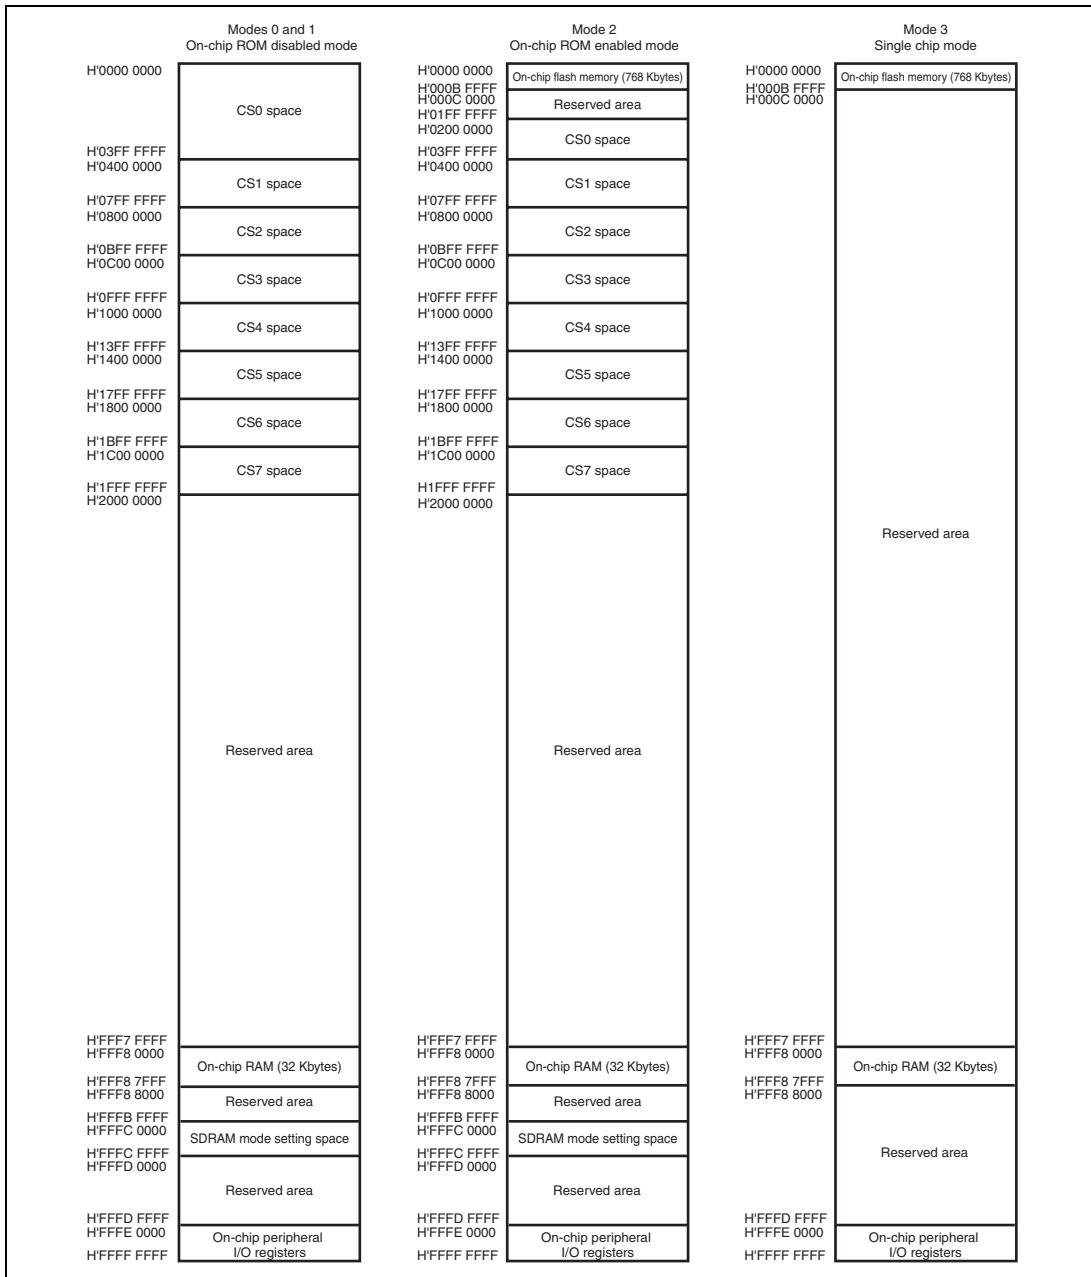 Modes 0 and 1
On-chip ROM disabled mode
H'0000 0000
CS0 space
H'03FF FFFF
H'0400 0000
CS1 space
H'07FF FFFF
H'0800 0000
CS2 space
H'0BFF FFFF
H'0C00 0000
CS3 space
H'0FFF FFFF
H'1000 0000
CS4 space
H'13FF FFFF
H'1400 0000
CS5 space
H'17FF FFFF
H'1800 0000
CS6 space
H'1BFF FFFF
H'1C00 0000
CS7 space
H'1FFF FFFF
H'2000 0000
Reserved area
H'FFF7 FFFF
H'FFF8 0000
On-chip RAM (32 Kbytes)
H'FFF8 7FFF
H'FFF8 8000
Reserved area
H'FFFB FFFF
H'FFFC 0000
SDRAM mode setting space
H'FFFC FFFF
H'FFFD 0000
Reserved area
H'FFFD FFFF
H'FFFE 0000
On-chip peripheral
I/O registers
H'FFFF FFFF
Mode 2
On-chip ROM enabled mode
H'0000 0000
On-chip flash memory (768 Kbytes)
H'000B FFFF
H'000C 0000
Reserved area
H'01FF FFFF
H'0200 0000
CS0 space
H'03FF FFFF
H'0400 0000
CS1 space
H'07FF FFFF
H'0800 0000
CS2 space
H'0BFF FFFF
H'0C00 0000
CS3 space
H'0FFF FFFF
H'1000 0000
CS4 space
H'13FF FFFF
H'1400 0000
CS5 space
H'17FF FFFF
H'1800 0000
CS6 space
H'1BFF FFFF
H'1C00 0000
CS7 space
H1FFF FFFF
H'2000 0000
Reserved area
H'FFF7 FFFF
H'FFF8 0000
On-chip RAM (32 Kbytes)
H'FFF8 7FFF
H'FFF8 8000
Reserved area
H'FFFB FFFF
H'FFFC 0000
SDRAM mode setting space
H'FFFC FFFF
H'FFFD 0000
Reserved area
H'FFFD FFFF
H'FFFE 0000
On-chip peripheral
I/O registers
H'FFFF FFFF
Mode 3
Single chip mode
H'0000 0000
On-chip flash memory (768 Kbytes)
H'000B FFFF
H'000C 0000
Reserved area
H'FFF7 FFFF
H'FFF8 0000
On-chip RAM (32 Kbytes)
H'FFF8 7FFF
H'FFF8 8000
Reserved area
H'FFFD FFFF
H'FFFE 0000
On-chip peripheral
I/O registers
H'FFFF FFFF